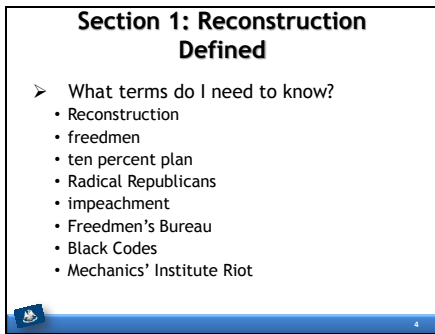 Section 1: Reconstruction
Defined
➤ What terms do I need to know?
• Reconstruction
• freedmen
• ten percent plan
• Radical Republicans
• impeachment
• Freedmen’s Bureau
• Black Codes
• Mechanics’ Institute Riot
4